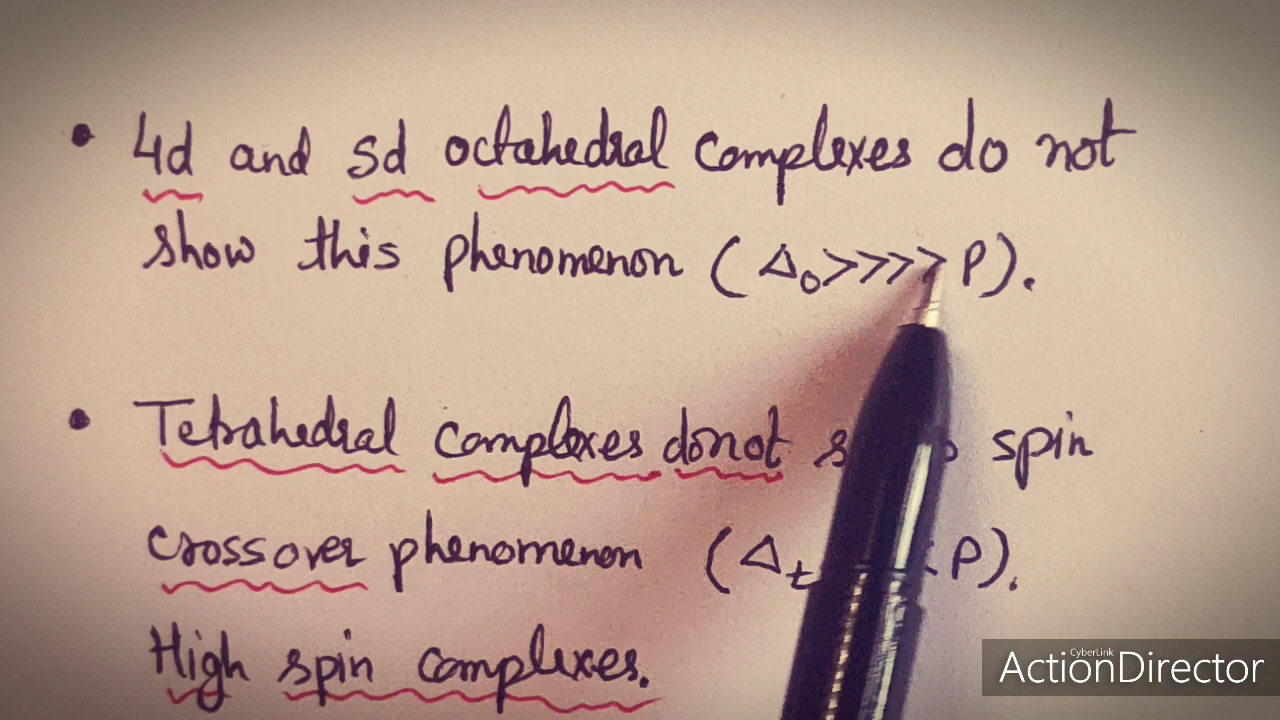 • 4d and 5d octahedral complexes do not
show this phenomenon ( Δo>>>> P).
• Tetrahedral complexes donot spin
crossover phenomenon (Δt < P).
High spin complexes.
CyberLink
ActionDirector